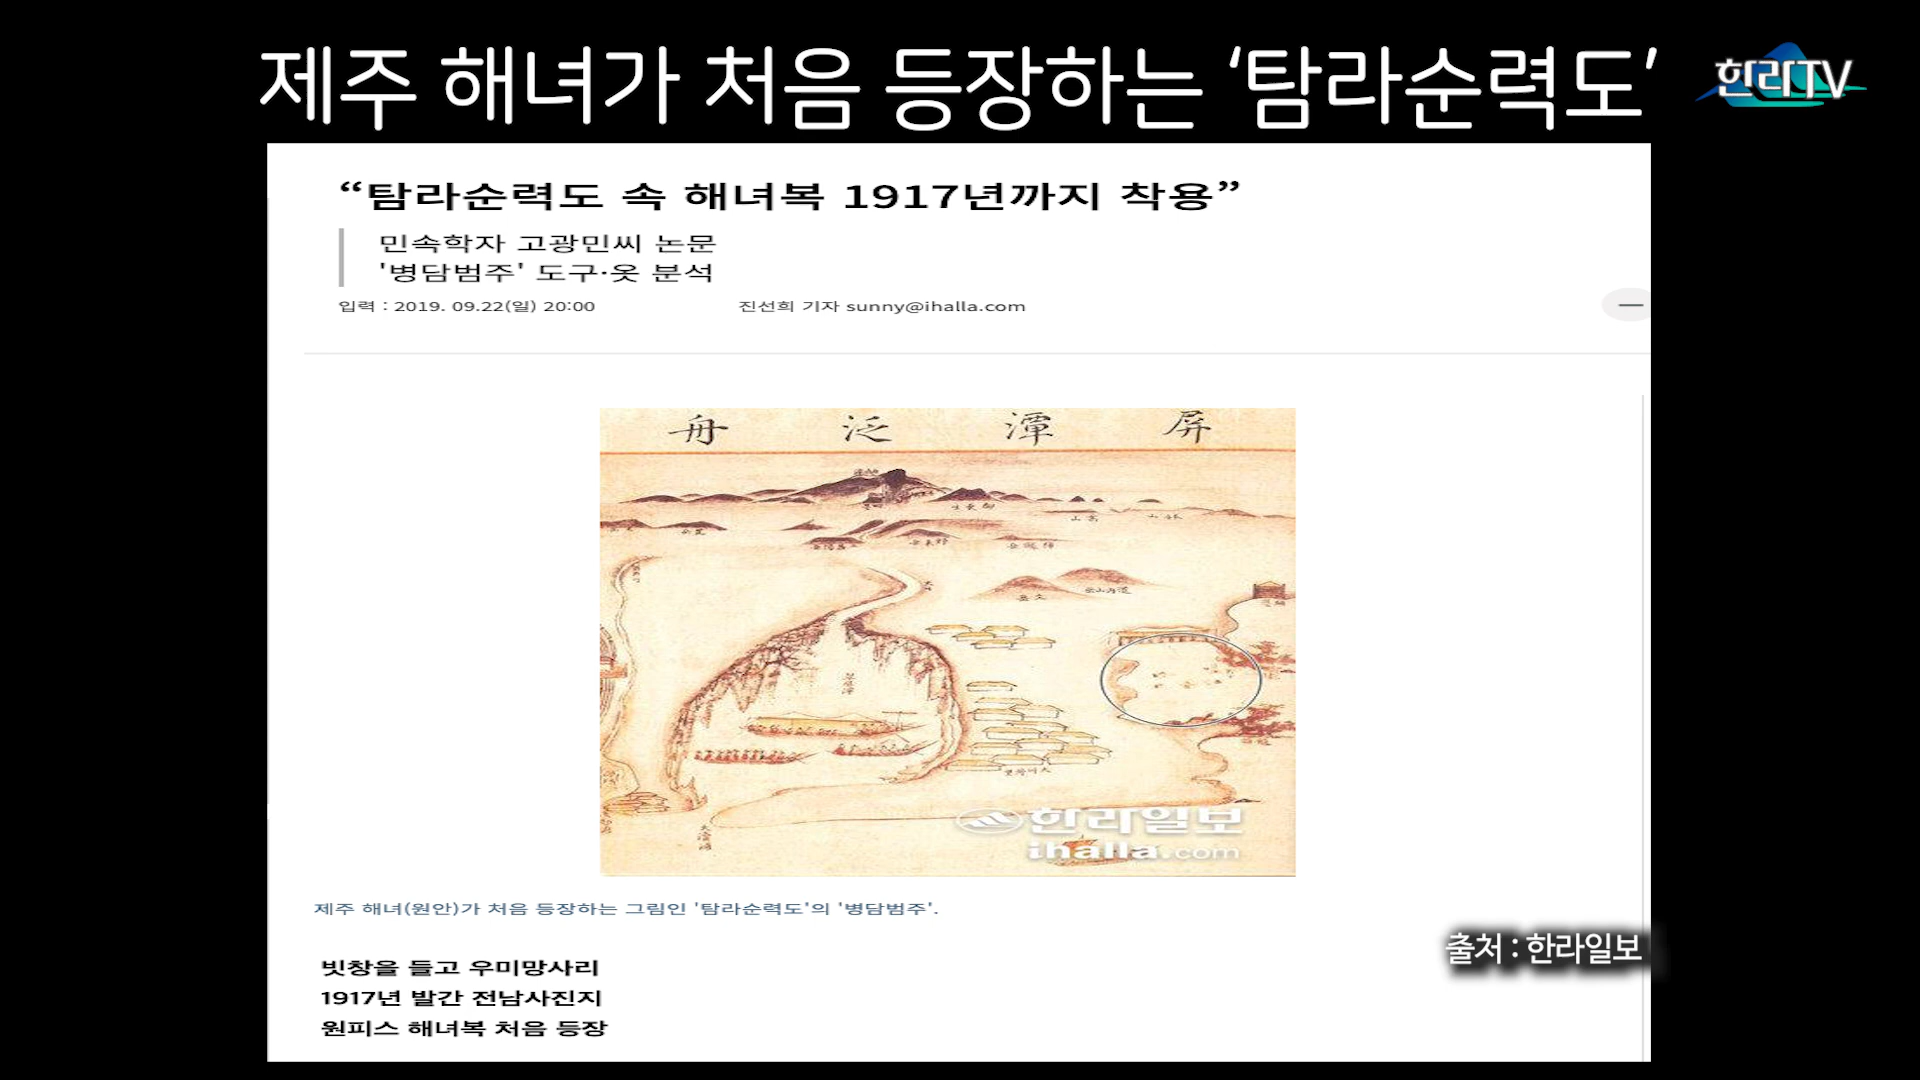 제주 해녀가 처음 등장하는 ‘탐라순력도’
한라TV
“탐라순력도 속 해녀복 1917년까지 착용”
민속학자 고광민씨 논문
'병담범주' 도구·옷 분석
입력 : 2019. 09.22(일) 20:00 진선희 기자 sunny@ihalla.com
舟 泛 潭 屏
한라일보
ihalla.com
제주 해녀(원안)가 처음 등장하는 그림인 '탐라순력도'의 '병담범주'.
출처 : 한라일보
빗창을 들고 우미망사리
1917년 발간 전남사진지
원피스 해녀복 처음 등장